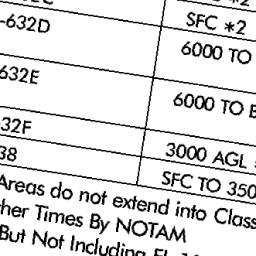 SFC *2
-632D
6000 TO
632E
6000 TO
32F
3000 AGL
38
SFC TO 350
Areas do not extend into Class
her Times By NOTAM
But Not Including FL